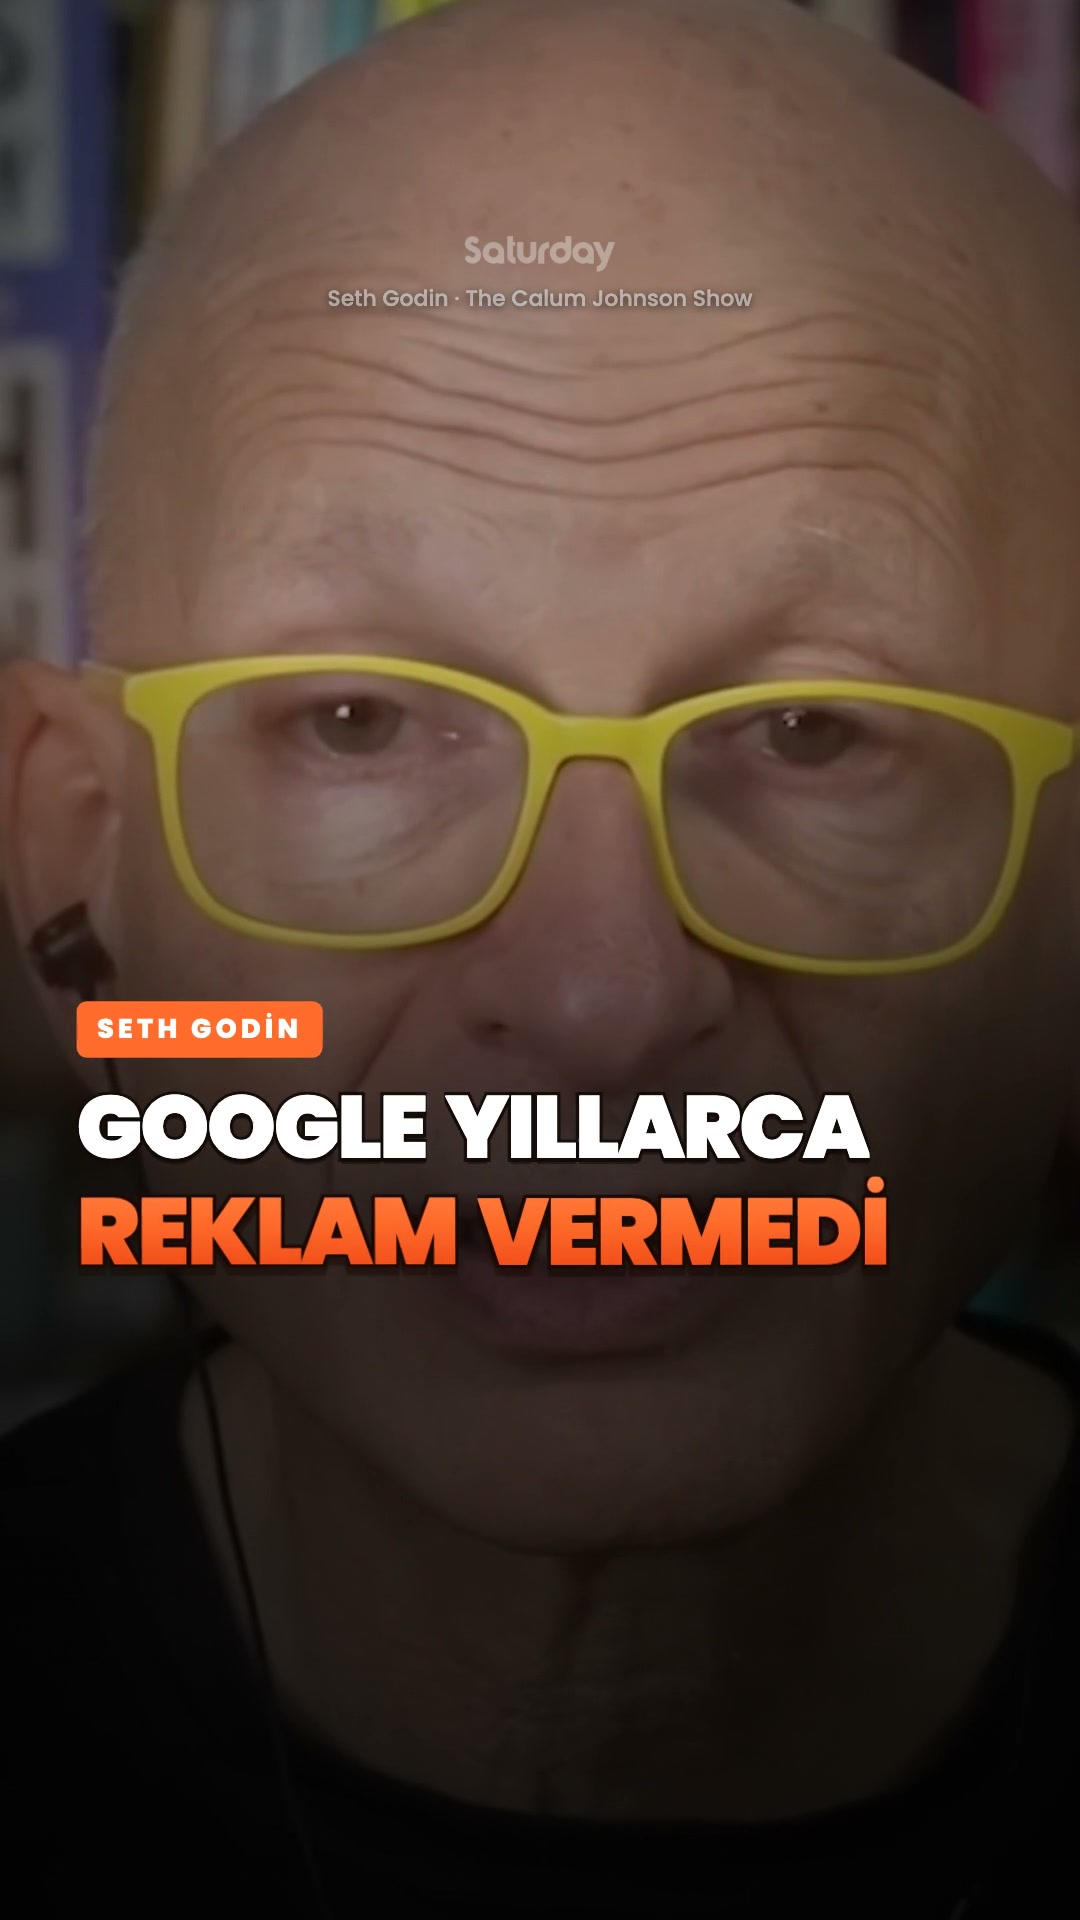 Saturday
Seth Godin · The Calum Johnson Show
SETH GODİN
GOOGLE YILLARCA
REKLAM VERMEDİ